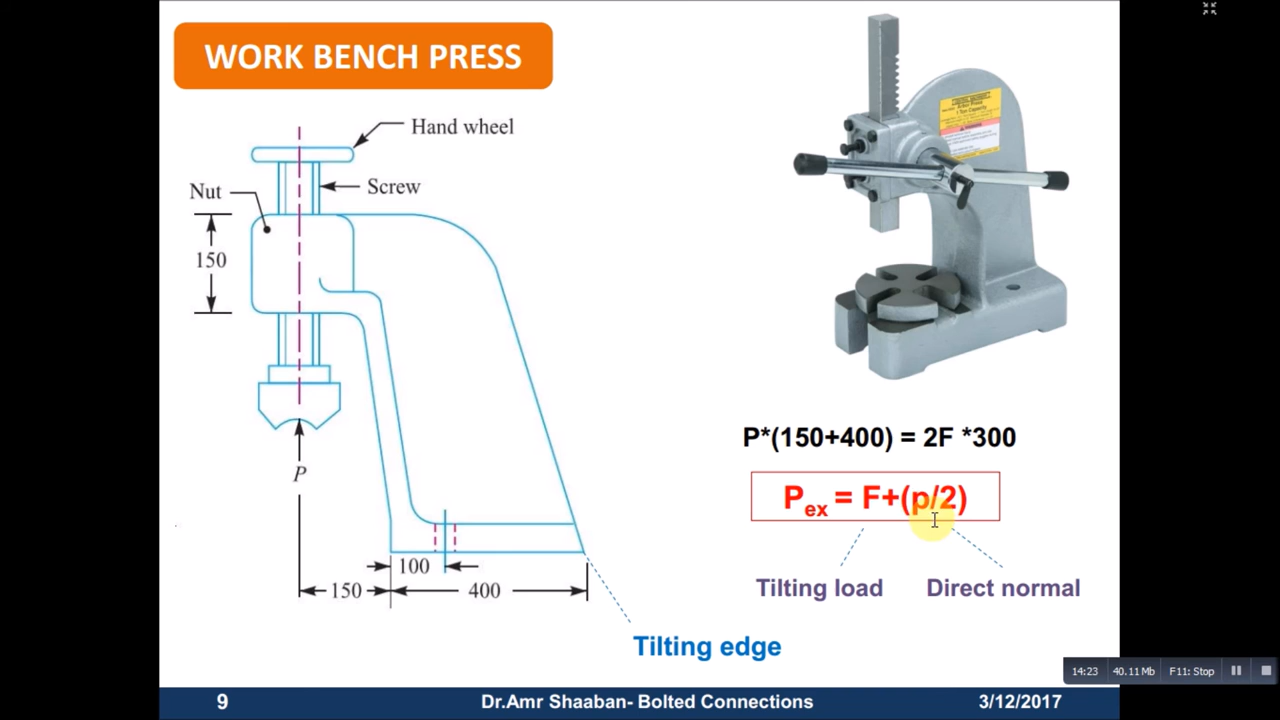 WORK BENCH PRESS
Hand wheel
Screw
Nut
150
P
100
150
400
Tilting edge
P*(150+400) = 2F *300
Pex = F+(p/2)
Tilting load
Direct normal
9
Dr.Amr Shaaban- Bolted Connections
3/12/2017
14:23
40.11 Mb
F11: Stop